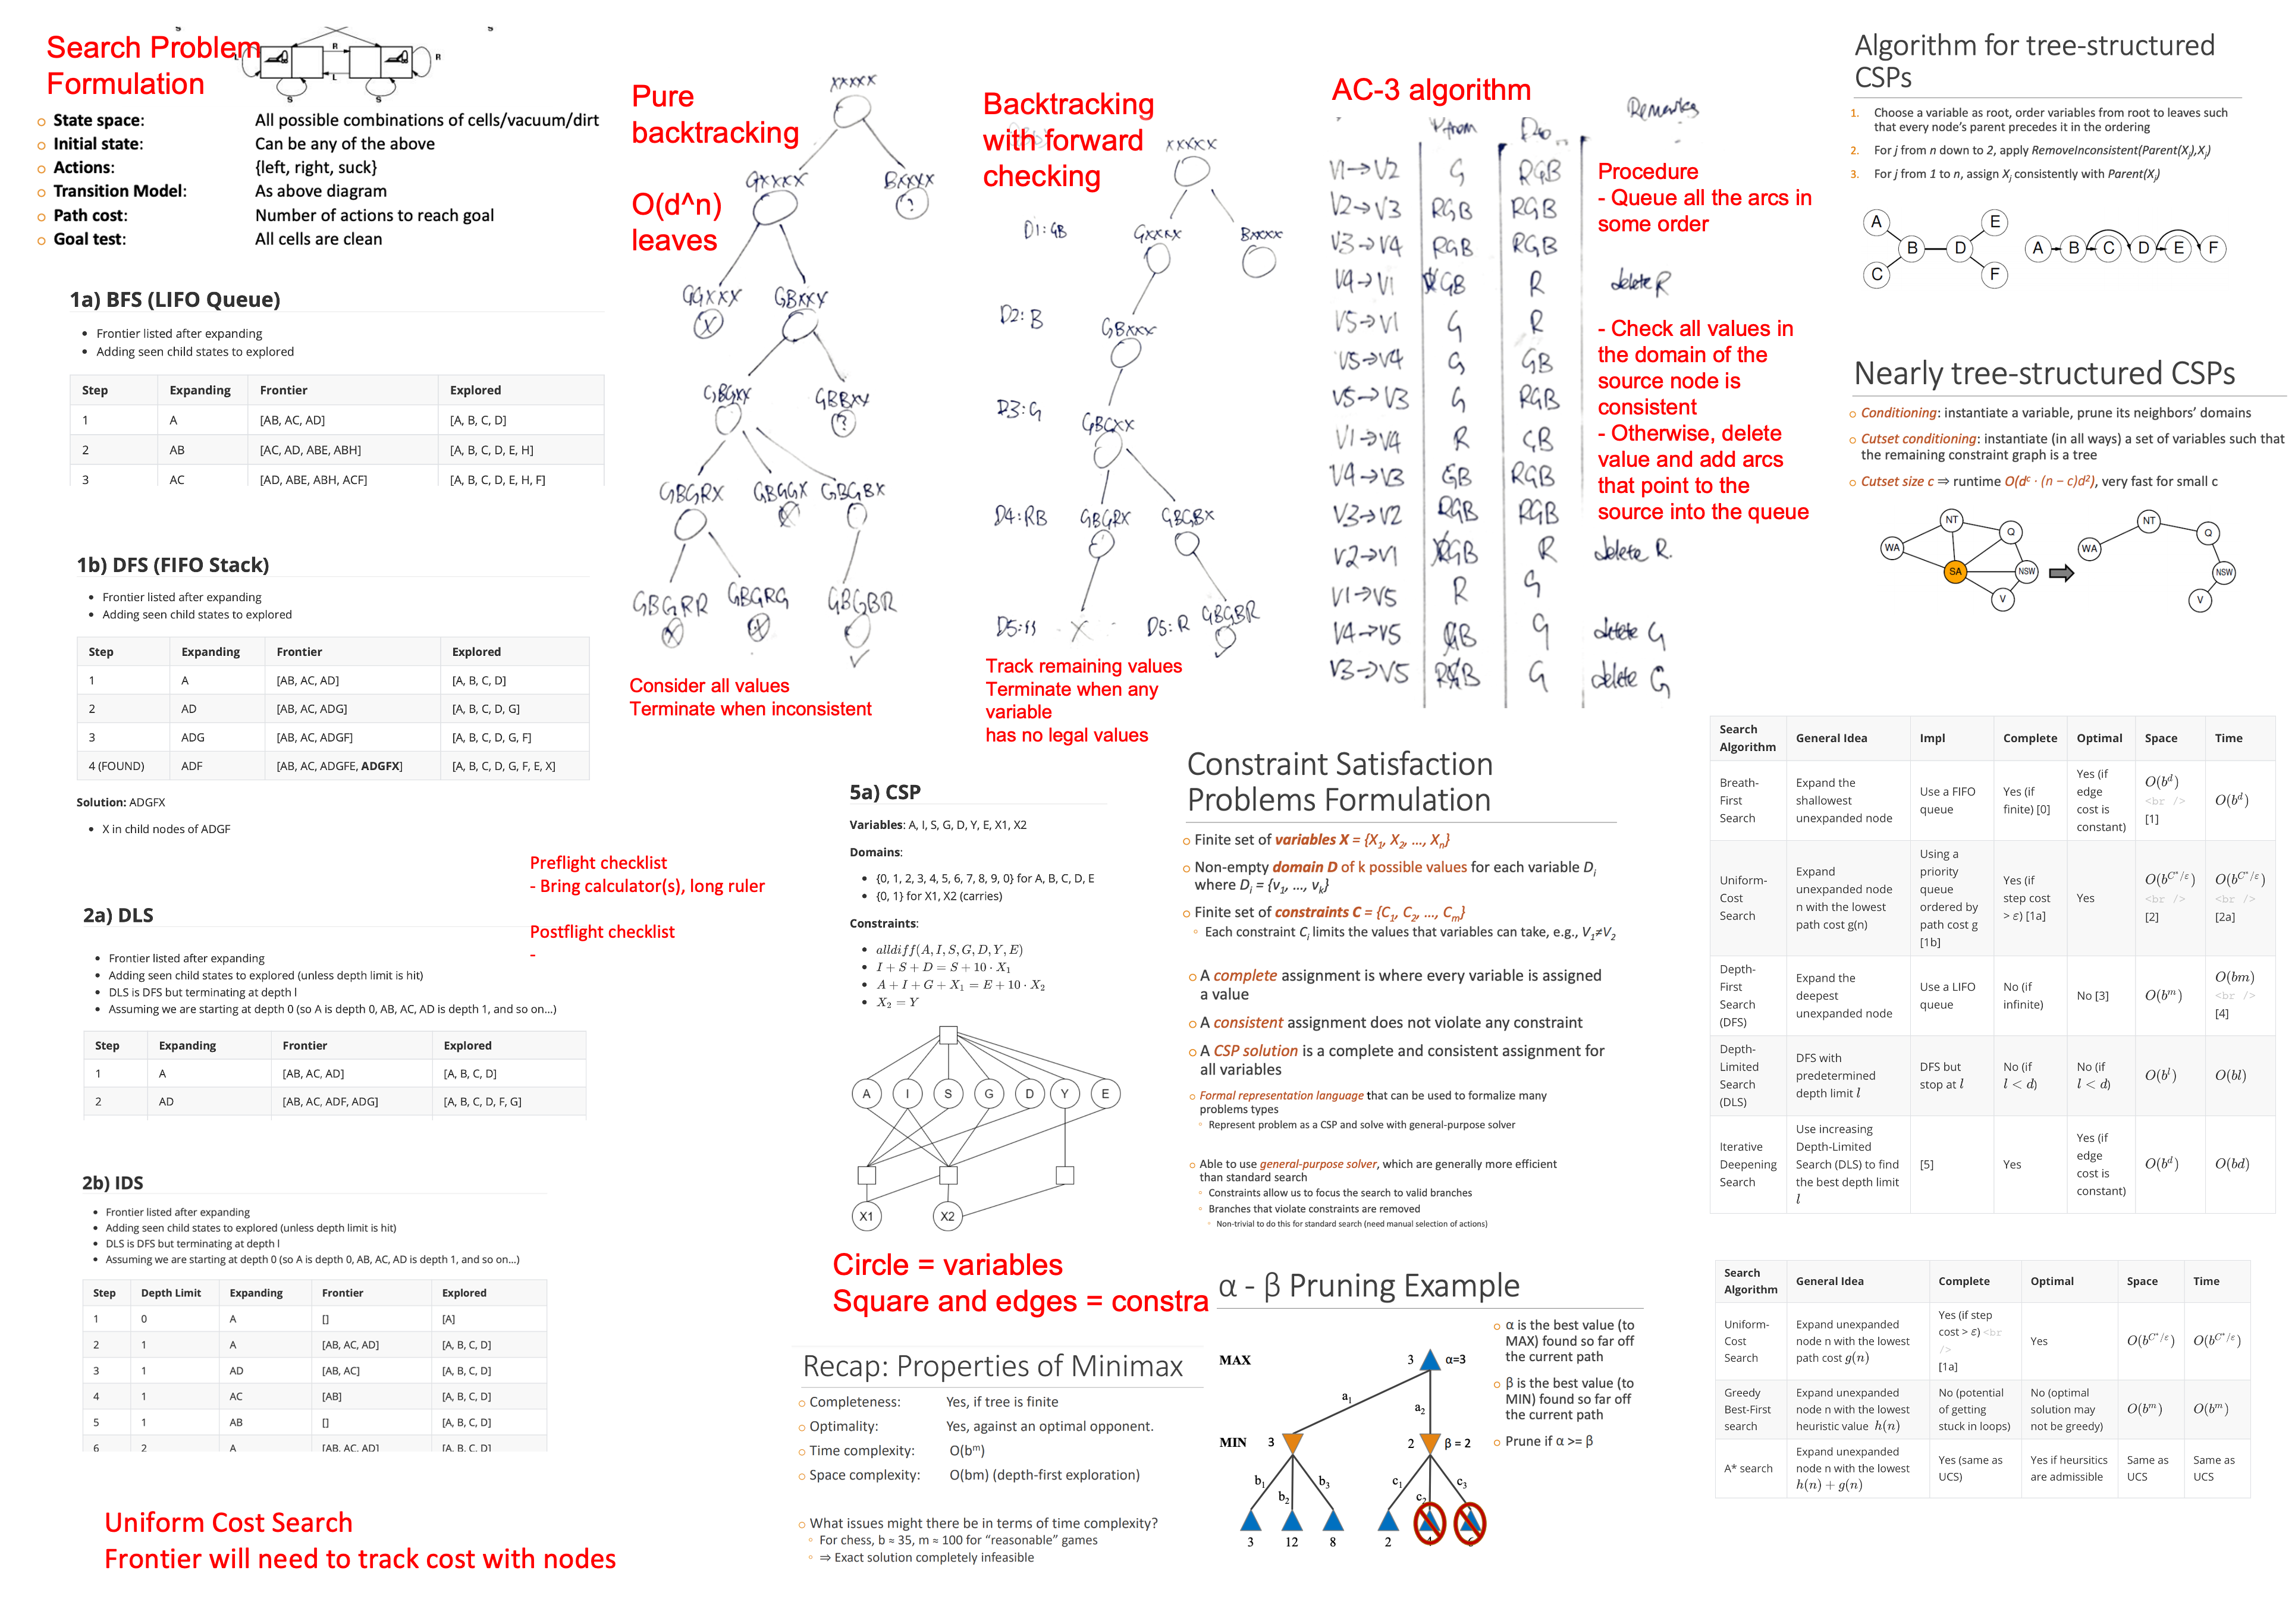 Search Problem
Formulation
R
L
R
S
S
State space: All possible combinations of cells/vacuum/dirt
Initial state: Can be any of the above
Actions: {left, right, suck}
Transition Model: As above diagram
Path cost: Number of actions to reach goal
Goal test: All cells are clean
1a) BFS (LIFO Queue)
Frontier listed after expanding
Adding seen child states to explored
Step Expanding Frontier Explored
1 A [AB, AC, AD] [A, B, C, D]
2 AB [AC, AD, ABE, ABH] [A, B, C, D, E, H]
3 AC [AD, ABE, ABH, ACF] [A, B, C, D, E, H, F]
1b) DFS (FIFO Stack)
Frontier listed after expanding
Adding seen child states to explored
Step Expanding Frontier Explored
1 A [AB, AC, AD] [A, B, C, D]
2 AD [AB, AC, ADG] [A, B, C, D, G]
3 ADG [AB, AC, ADGF] [A, B, C, D, G, F]
4 (FOUND) ADF [AB, AC, ADGFE, ADGFX] [A, B, C, D, G, F, E, X]
Solution: ADGFX
X in child nodes of ADGF
Preflight checklist
- Bring calculator(s), long ruler
Postflight checklist
-
2a) DLS
Frontier listed after expanding
Adding seen child states to explored (unless depth limit is hit)
DLS is DFS but terminating at depth l
Assuming we are starting at depth 0 (so A is depth 0, AB, AC, AD is depth 1, and so on...)
Step Expanding Frontier Explored
1 A [AB, AC, AD] [A, B, C, D]
2 AD [AB, AC, ADF, ADG] [A, B, C, D, F, G]
2b) IDS
Frontier listed after expanding
Adding seen child states to explored (unless depth limit is hit)
DLS is DFS but terminating at depth l
Assuming we are starting at depth 0 (so A is depth 0, AB, AC, AD is depth 1, and so on...)
Step Depth Limit Expanding Frontier Explored
1 0 A [] [A]
2 1 A [AB, AC, AD] [A, B, C, D]
3 1 AD [AB, AC] [A, B, C, D]
4 1 AC [AB] [A, B, C, D]
5 1 AB [] [A, B, C, D]
6 2 A [AB, AC, AD] [A, B, C, D]
Uniform Cost Search
Frontier will need to track cost with nodes
Pure
backtracking
O(d^n)
leaves
XXXXX
GXXXX BXXXX
?
GGXXX GBXXX
X
GBGXX GBBXX
?
GBGRX GBGGX GBGBX
X
GBGRR GBGRG GBGBR
X X ✓
Consider all values
Terminate when inconsistent
Backtracking
with forward
checking
XXXXX
D1: GB GXXXX BXXXX
D2: B GBXXX
D3: G GBGXX
D4: RB GBGRX GBGBX
X D5: R GBGBR
✓
Track remaining values
Terminate when any
variable
has no legal values
AC-3 algorithm
Remarks
V1→V2 G RGB
V2→V3 RGB RGB
V3→V4 RGB RGB
V4→V1 RGB R delete R
V5→V1 G R
V5→V4 G GB
V5→V3 G RGB
V1→V4 R GB
V4→V3 GB RGB
V3→V2 RGB RGB
V2→V1 RGB R delete R.
V1→V5 R G
V4→V5 GB G delete G
V3→V5 RGB G delete G
Procedure
- Queue all the arcs in
some order
- Check all values in
the domain of the
source node is
consistent
- Otherwise, delete
value and add arcs
that point to the
source into the queue
Algorithm for tree-structured
CSPs
1. Choose a variable as root, order variables from root to leaves such
that every node's parent precedes it in the ordering
2. For j from n down to 2, apply RemoveInconsistent(Parent(Xj),Xj)
3. For j from 1 to n, assign Xj consistently with Parent(Xj)
A B C D E F
A B C D E F
Nearly tree-structured CSPs
Conditioning: instantiate a variable, prune its neighbors' domains
Cutset conditioning: instantiate (in all ways) a set of variables such that
the remaining constraint graph is a tree
Cutset size c ⇒ runtime O(dᶜ · (n − c)d²), very fast for small c
NT Q WA SA NSW V
NT Q WA NSW V
5a) CSP
Variables: A, I, S, G, D, Y, E, X1, X2
Domains:
{0, 1, 2, 3, 4, 5, 6, 7, 8, 9, 0} for A, B, C, D, E
{0, 1} for X1, X2 (carries)
Constraints:
alldiff(A, I, S, G, D, Y, E)
I + S + D = S + 10 · X₁
A + I + G + X₁ = E + 10 · X₂
X₂ = Y
A I S G D Y E
X1 X2
Circle = variables
Square and edges = constra
Constraint Satisfaction
Problems Formulation
Finite set of variables X = {X₁, X₂, ..., Xₙ}
Non-empty domain D of k possible values for each variable Dᵢ
where Dᵢ = {v₁, ..., vₖ}
Finite set of constraints C = {C₁, C₂, ..., Cₘ}
Each constraint Cᵢ limits the values that variables can take, e.g., V₁≠V₂
A complete assignment is where every variable is assigned
a value
A consistent assignment does not violate any constraint
A CSP solution is a complete and consistent assignment for
all variables
Formal representation language that can be used to formalize many
problems types
Represent problem as a CSP and solve with general-purpose solver
Able to use general-purpose solver, which are generally more efficient
than standard search
Constraints allow us to focus the search to valid branches
Branches that violate constraints are removed
Non-trivial to do this for standard search (need manual selection of actions)
Recap: Properties of Minimax
Completeness: Yes, if tree is finite
Optimality: Yes, against an optimal opponent.
Time complexity: O(bᵐ)
Space complexity: O(bm) (depth-first exploration)
What issues might there be in terms of time complexity?
For chess, b ≈ 35, m ≈ 100 for "reasonable" games
⇒ Exact solution completely infeasible
α - β Pruning Example
MAX 3 α=3
a₁ a₂
MIN 3 2 β = 2
b₁ b₂ b₃ c₁ c₂ c₃
3 12 8 2
α is the best value (to
MAX) found so far off
the current path
β is the best value (to
MIN) found so far off
the current path
Prune if α >= β
Search Algorithm General Idea Impl Complete Optimal Space Time
Breath-First Search Expand the shallowest unexpanded node Use a FIFO queue Yes (if finite) [0] Yes (if edge cost is constant) O(b^d) <br /> [1] O(b^d)
Uniform-Cost Search Expand unexpanded node n with the lowest path cost g(n) Using a priority queue ordered by path cost g [1b] Yes (if step cost > ε) [1a] Yes O(b^{C*/ε}) <br /> [2] O(b^{C*/ε}) <br /> [2a]
Depth-First Search (DFS) Expand the deepest unexpanded node Use a LIFO queue No (if infinite) No [3] O(b^m) O(bm) <br /> [4]
Depth-Limited Search (DLS) DFS with predetermined depth limit l DFS but stop at l No (if l < d) No (if l < d) O(b^l) O(bl)
Iterative Deepening Search Use increasing Depth-Limited Search (DLS) to find the best depth limit l [5] Yes Yes (if edge cost is constant) O(b^d) O(bd)
Search Algorithm General Idea Complete Optimal Space Time
Uniform-Cost Search Expand unexpanded node n with the lowest path cost g(n) Yes (if step cost > ε) <br /> [1a] Yes O(b^{C*/ε}) O(b^{C*/ε})
Greedy Best-First search Expand unexpanded node n with the lowest heuristic value h(n) No (potential of getting stuck in loops) No (optimal solution may not be greedy) O(b^m) O(b^m)
A* search Expand unexpanded node n with the lowest h(n) + g(n) Yes (same as UCS) Yes if heursitics are admissible Same as UCS Same as UCS